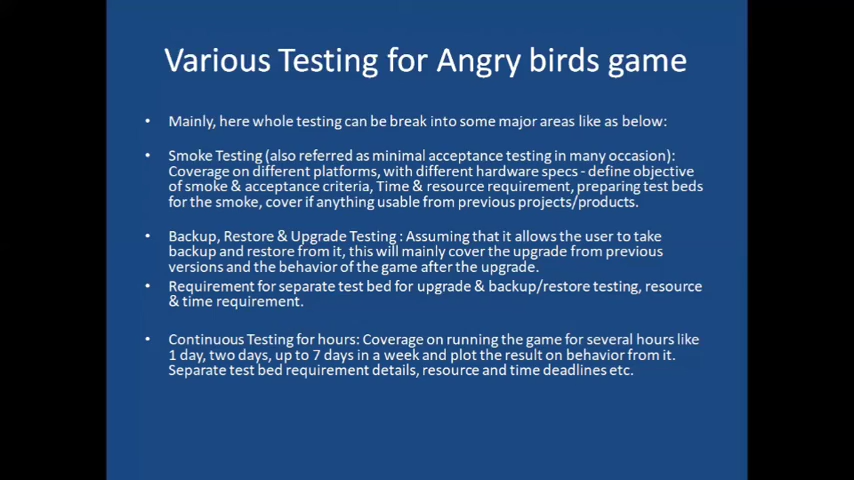 Various Testing for Angry birds game
• Mainly, here whole testing can be break into some major areas like as below:
• Smoke Testing (also referred as minimal acceptance testing in many occasion):
Coverage on different platforms, with different hardware specs - define objective
of smoke & acceptance criteria, Time & resource requirement, preparing test beds
for the smoke, cover if anything usable from previous projects/products.
• Backup, Restore & Upgrade Testing : Assuming that it allows the user to take
backup and restore from it, this will mainly cover the upgrade from previous
versions and the behavior of the game after the upgrade.
• Requirement for separate test bed for upgrade & backup/restore testing, resource
& time requirement.
• Continuous Testing for hours: Coverage on running the game for several hours like
1 day, two days, up to 7 days in a week and plot the result on behavior from it.
Separate test bed requirement details, resource and time deadlines etc.